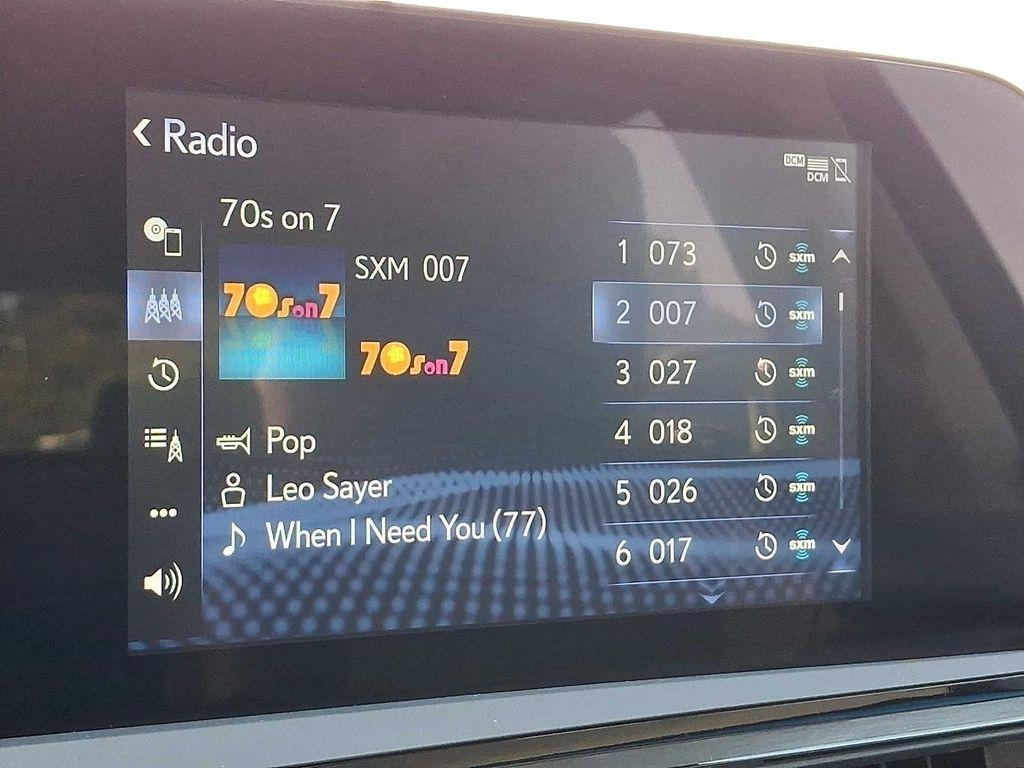 Radio
DCM
DCM
70s on 7
70s on 7
SXM 007
70s on 7
Pop
Leo Sayer
When I Need You (77)
1 073 sxm
2 007 sxm
3 027 sxm
4 018 sxm
5 026 sxm
6 017 sxm